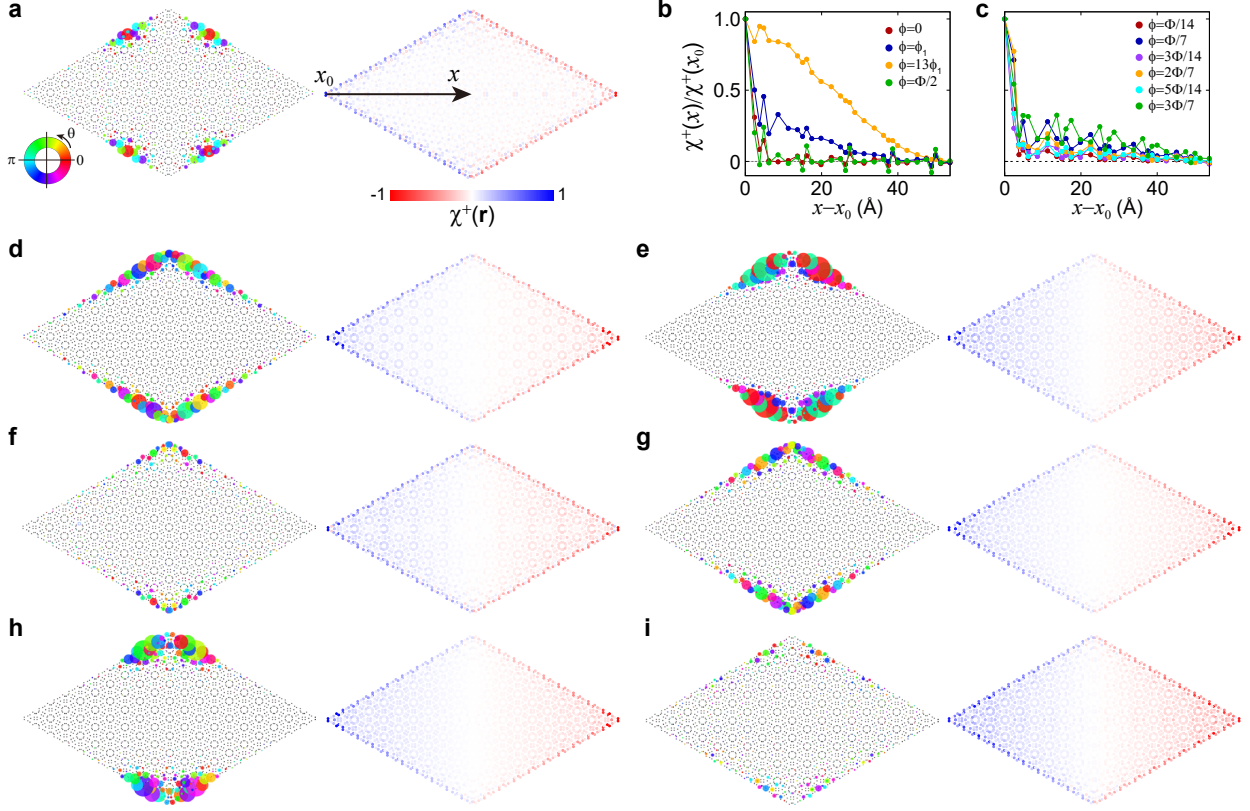 a
x₀
x
θ
π
0
-1
1
χ⁺(r)
b
1.0
0.5
0
χ⁺(x)/χ⁺(x₀)
ϕ=0
ϕ=ϕ₁
ϕ=13ϕ₁
ϕ=Φ/2
0
20
40
x−x₀ (Å)
c
ϕ=Φ/14
ϕ=Φ/7
ϕ=3Φ/14
ϕ=2Φ/7
ϕ=5Φ/14
ϕ=3Φ/7
0
20
40
x−x₀ (Å)
d
e
f
g
h
i